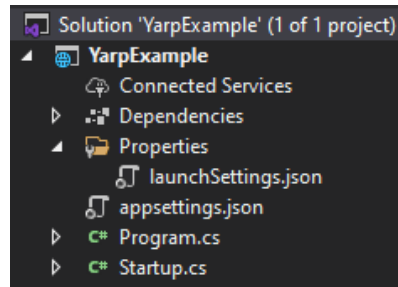 Solution 'YarpExample' (1 of 1 project)
YarpExample
Connected Services
Dependencies
Properties
launchSettings.json
appsettings.json
C# Program.cs
C# Startup.cs